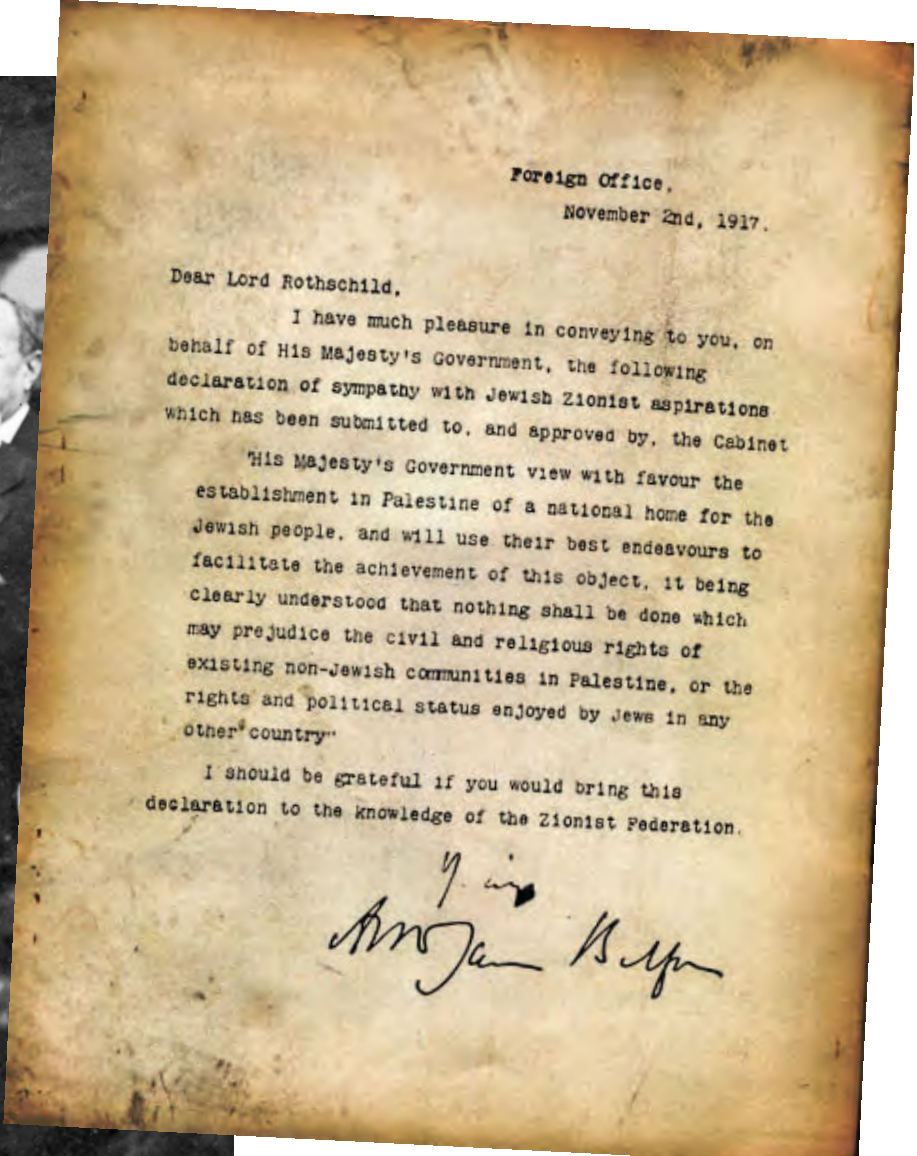 Foreign Office,
November 2nd, 1917.
Dear Lord Rothschild,
I have much pleasure in conveying to you, on
behalf of His Majesty's Government, the following
declaration of sympathy with Jewish Zionist aspirations
which has been submitted to, and approved by, the Cabinet
"His Majesty's Government view with favour the
establishment in Palestine of a national home for the
Jewish people, and will use their best endeavours to
facilitate the achievement of this object, it being
clearly understood that nothing shall be done which
may prejudice the civil and religious rights of
existing non-Jewish communities in Palestine, or the
rights and political status enjoyed by Jews in any
other country"
I should be grateful if you would bring this
declaration to the knowledge of the Zionist Federation.